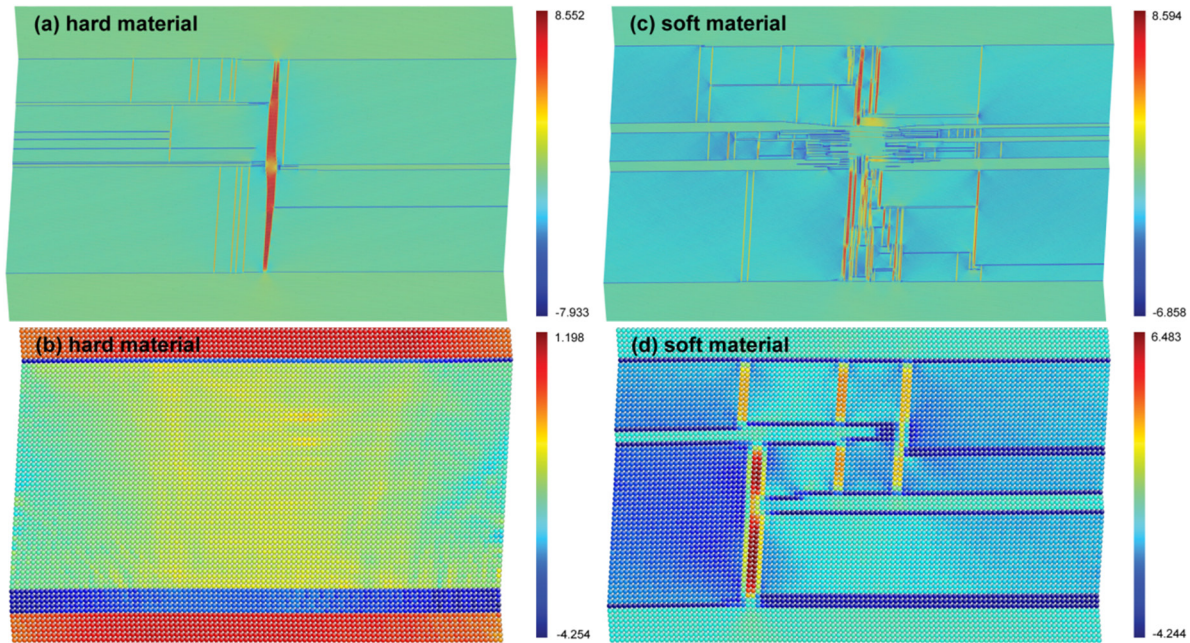 (a) hard material
8.552
-7.933
(c) soft material
8.594
-6.858
(b) hard material
1.198
-4.254
(d) soft material
6.483
-4.244